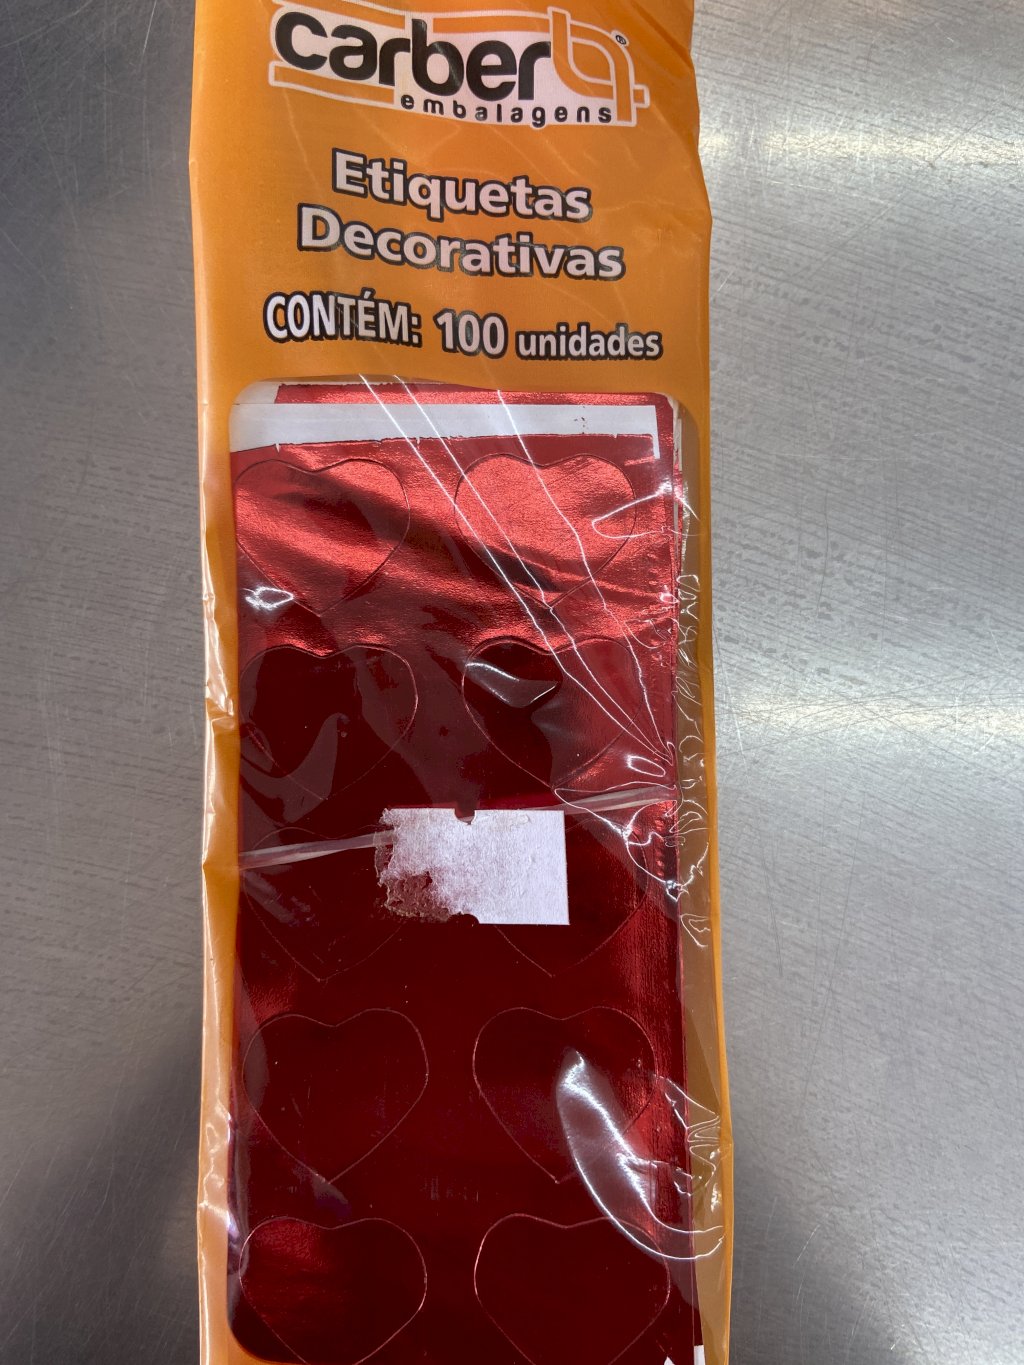 carber
embalagens
Etiquetas
Decorativas
CONTÉM: 100 unidades